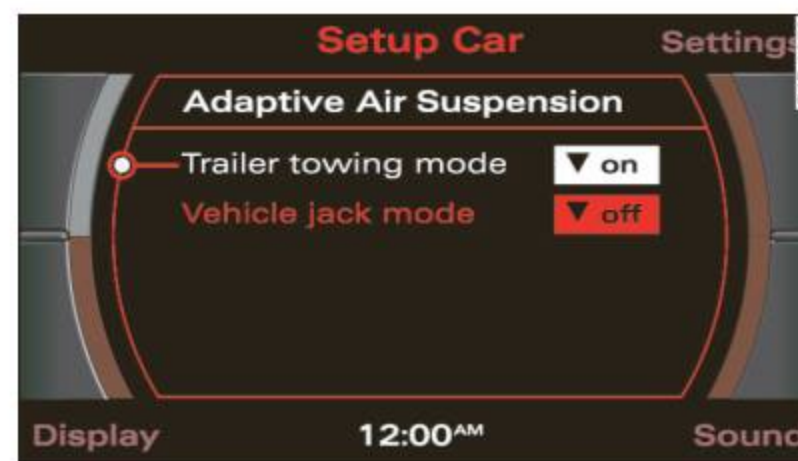 Setup Car Settings
Adaptive Air Suspension
Trailer towing mode ▼ on
Vehicle jack mode ▼ off
Display 12:00AM Sound